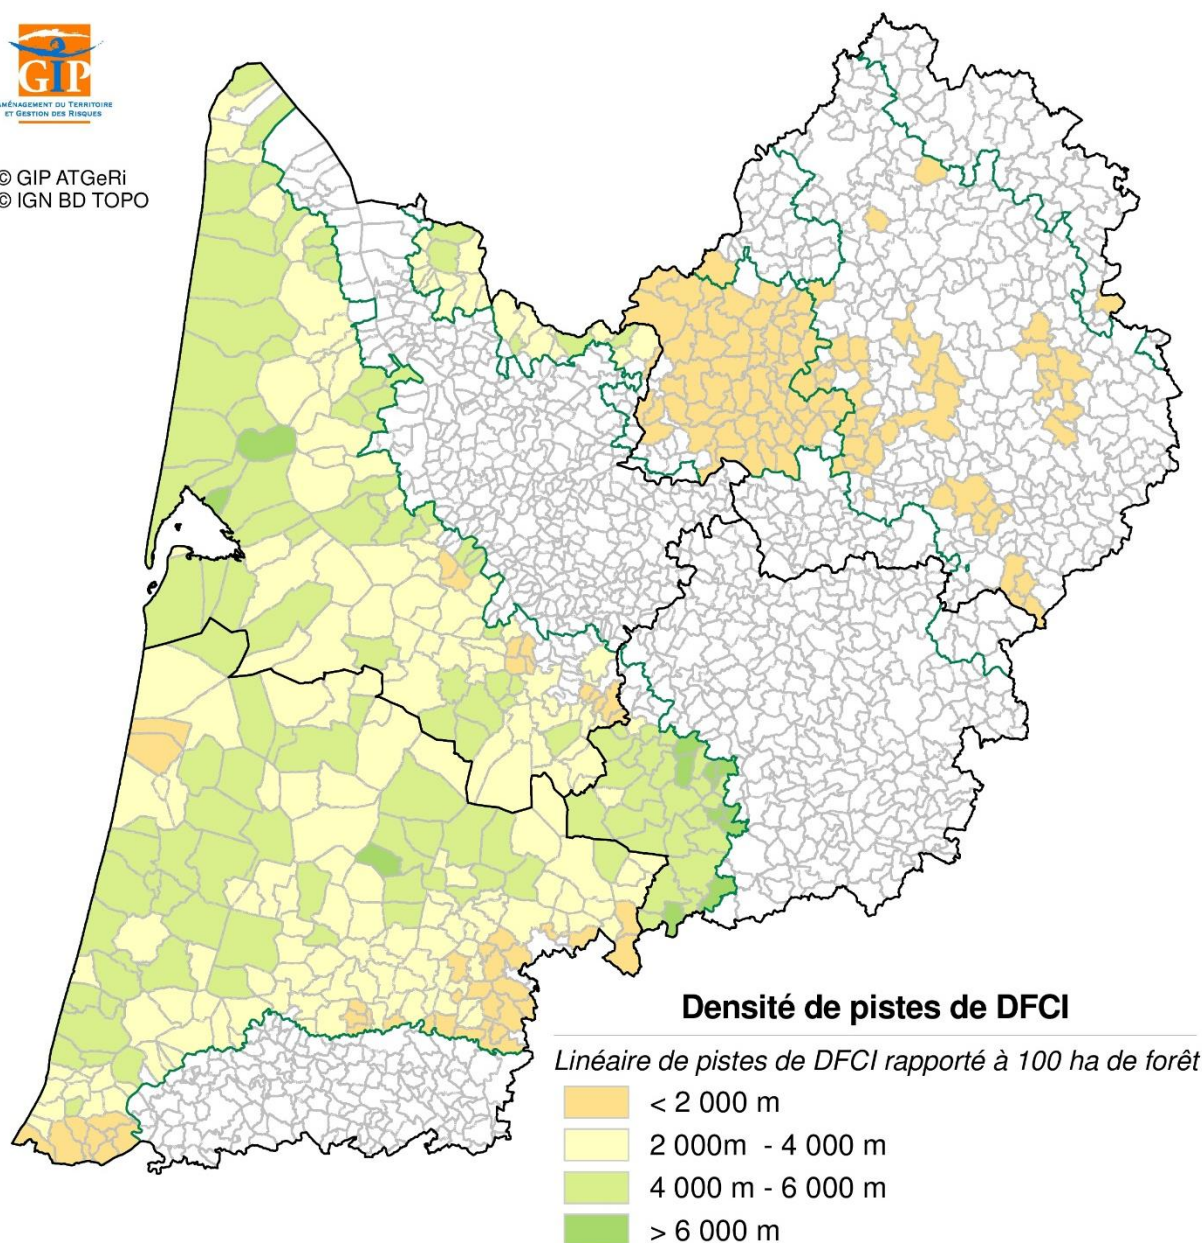 GIP
AMÉNAGEMENT DU TERRITOIRE
ET GESTION DES RISQUES
© GIP ATGeRi
© IGN BD TOPO
Densité de pistes de DFCI
Linéaire de pistes de DFCI rapporté à 100 ha de forêt
< 2 000 m
2 000m - 4 000 m
4 000 m - 6 000 m
> 6 000 m